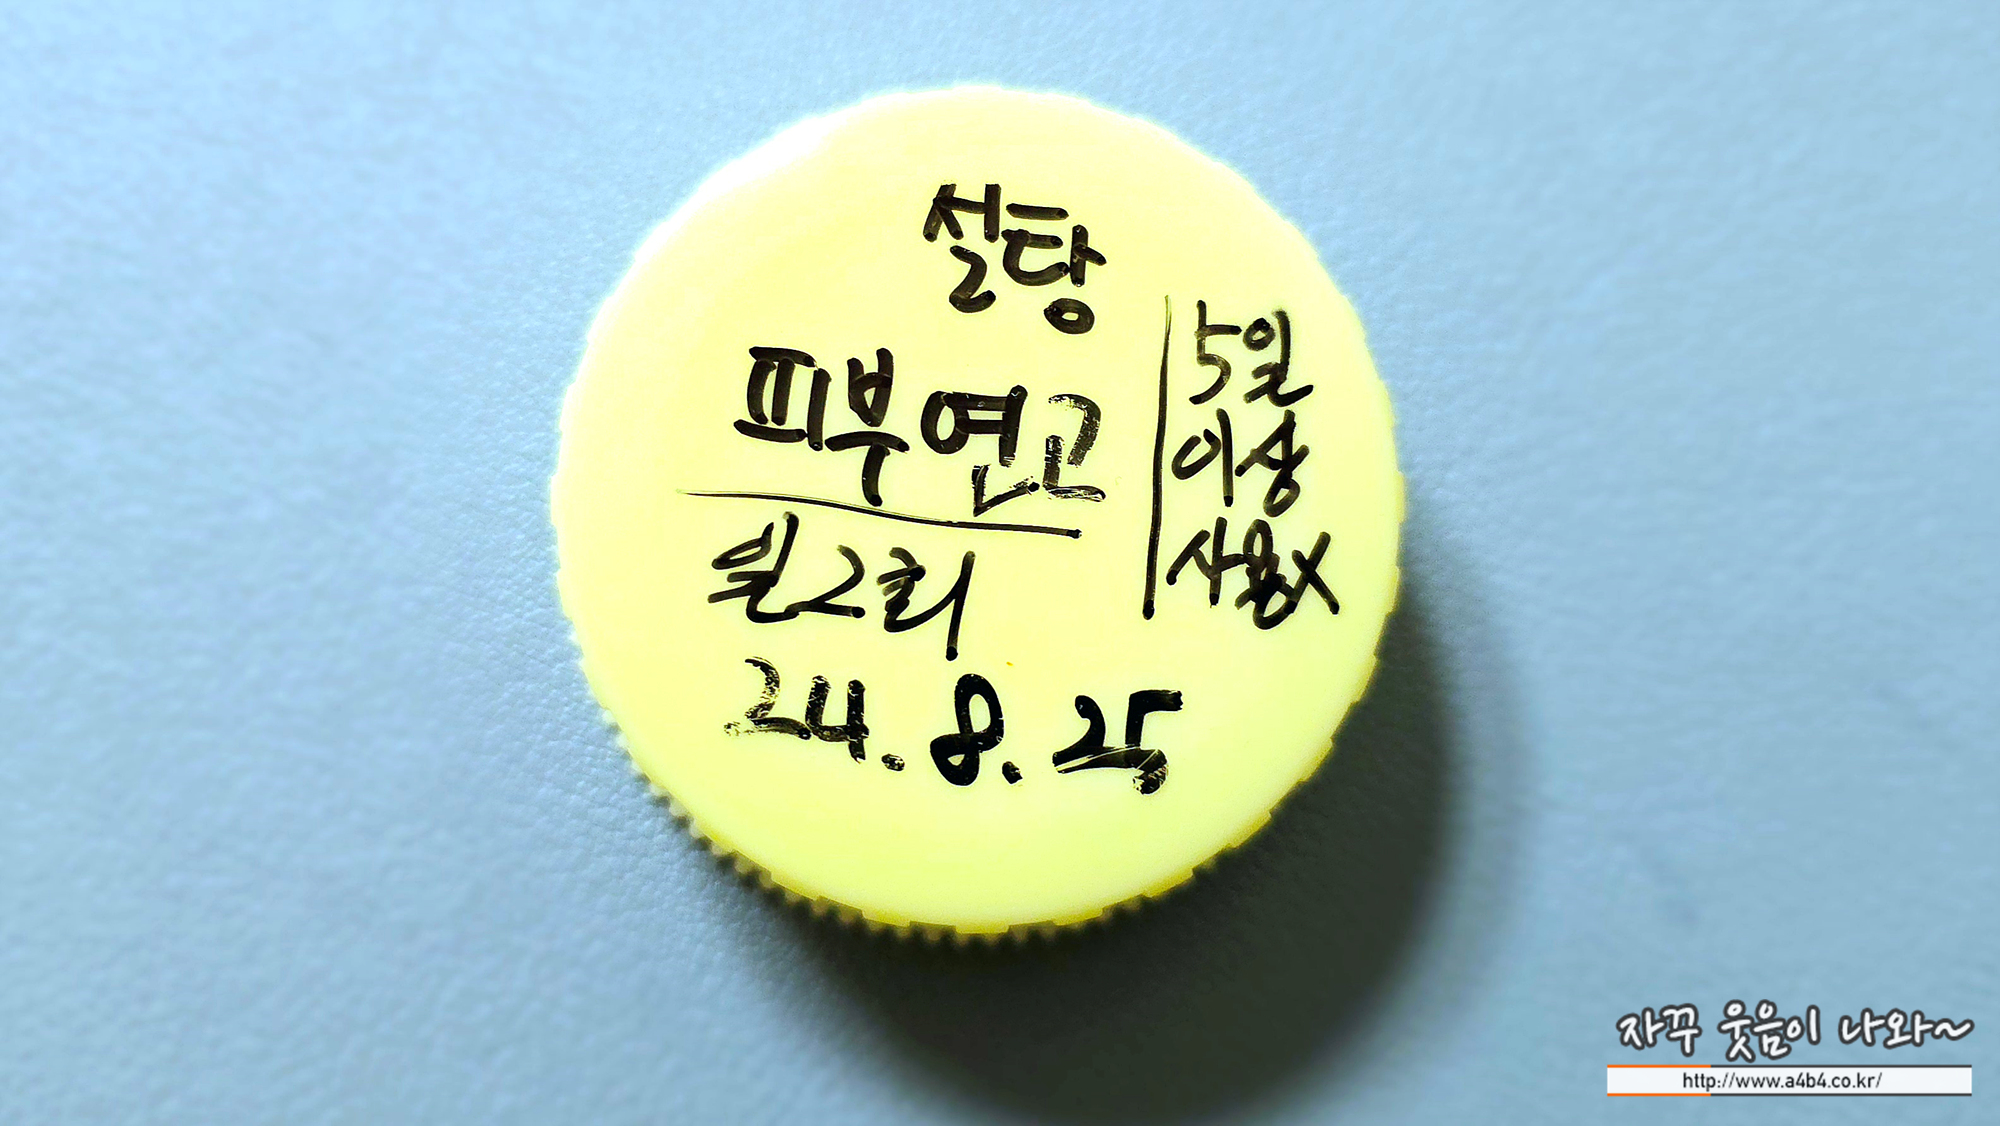 설탕
피부연고
일2회
24.8.25
5일
이상
사용X
자꾸 웃음이 나와~
http://www.a4b4.co.kr/